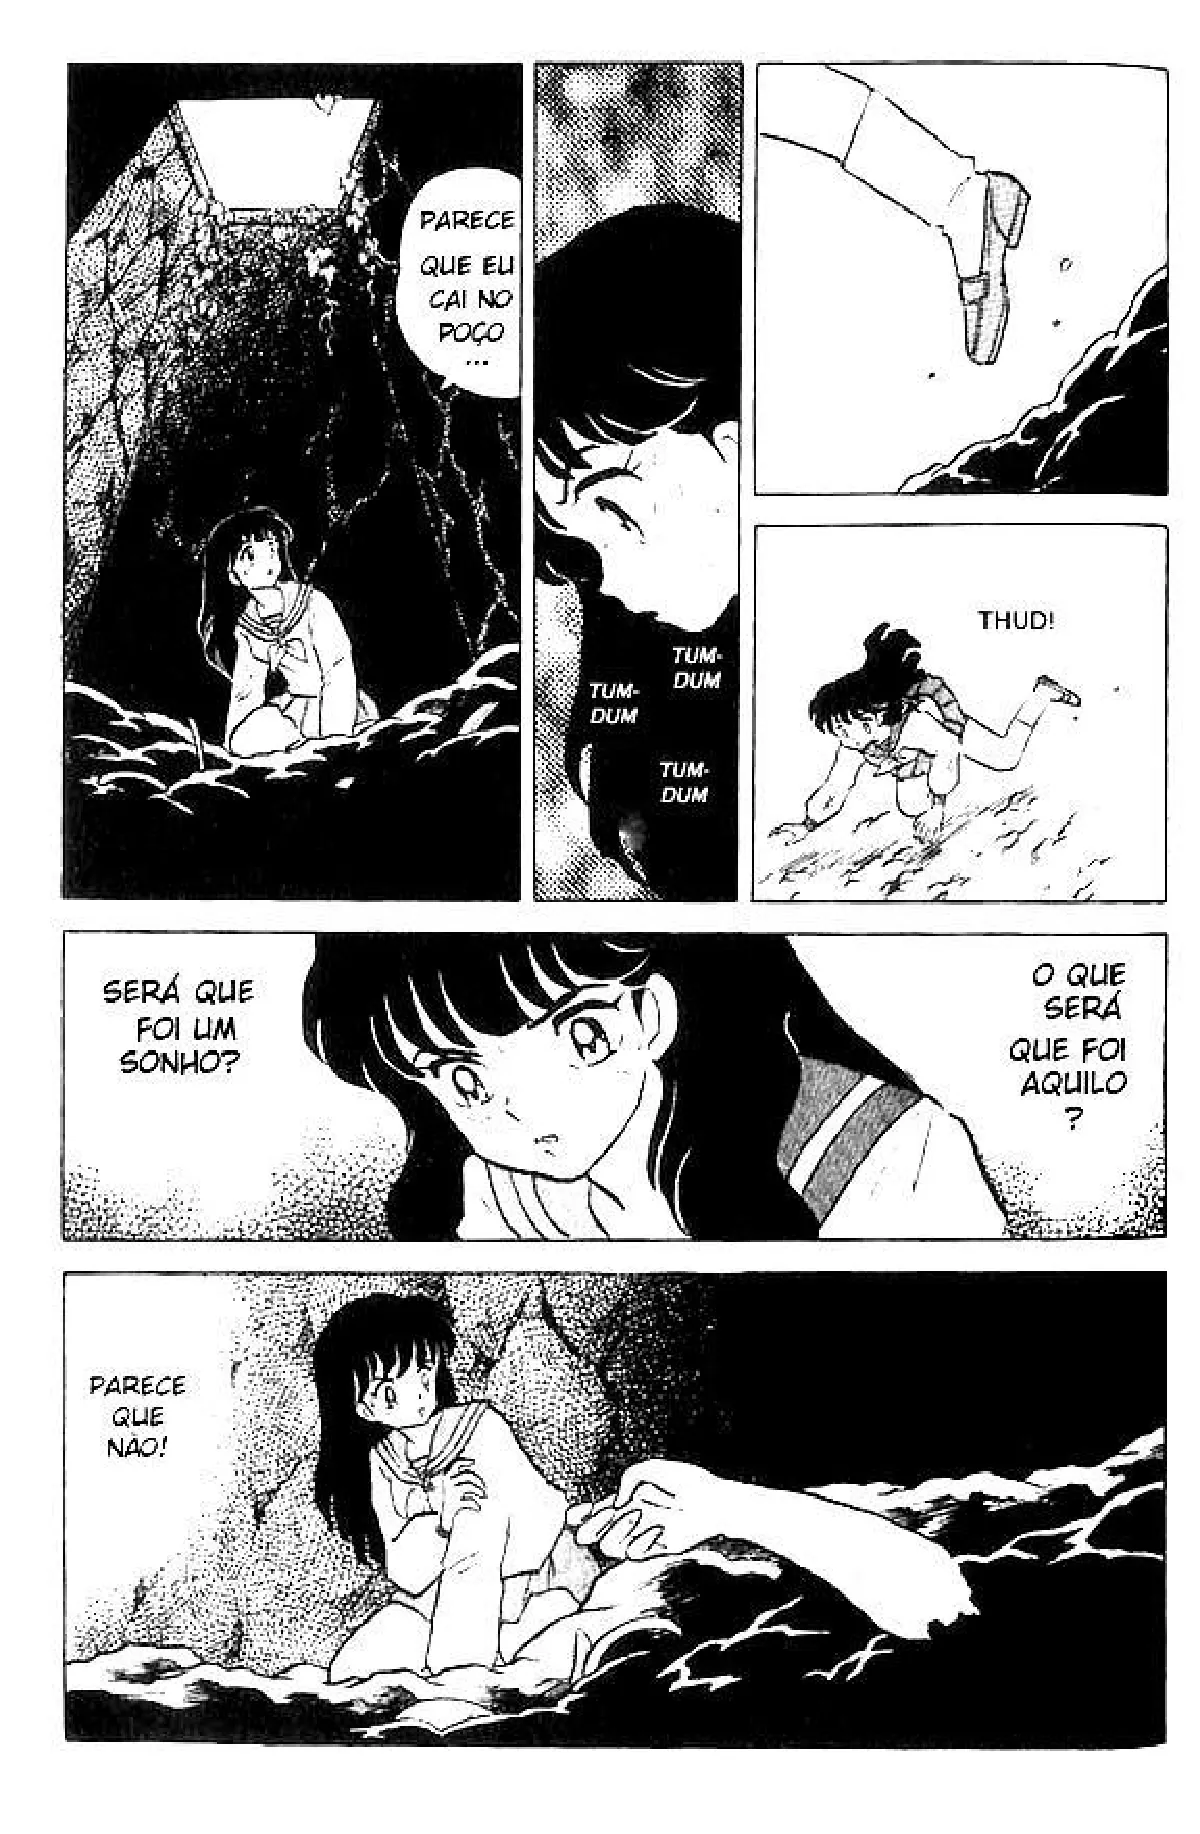 THUD!
TUM-
DUM
TUM-
DUM
TUM-
DUM
PARECE
QUE EU
CAI NO
POÇO
...
O QUE
SERÁ
QUE FOI
AQUILO
?
SERÁ QUE
FOI UM
SONHO?
PARECE
QUE
NÃO!